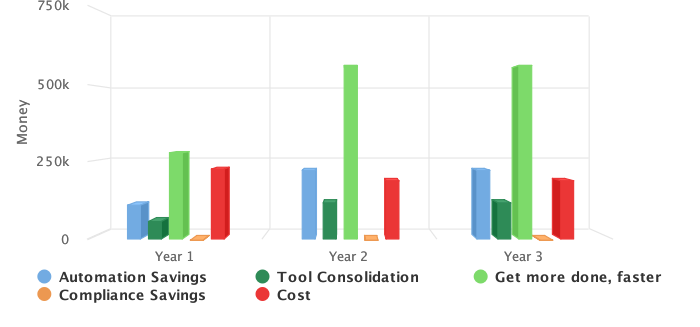 750k
500k
250k
0
Money
Year 1 Year 2 Year 3
Automation Savings Tool Consolidation Get more done, faster
Compliance Savings Cost